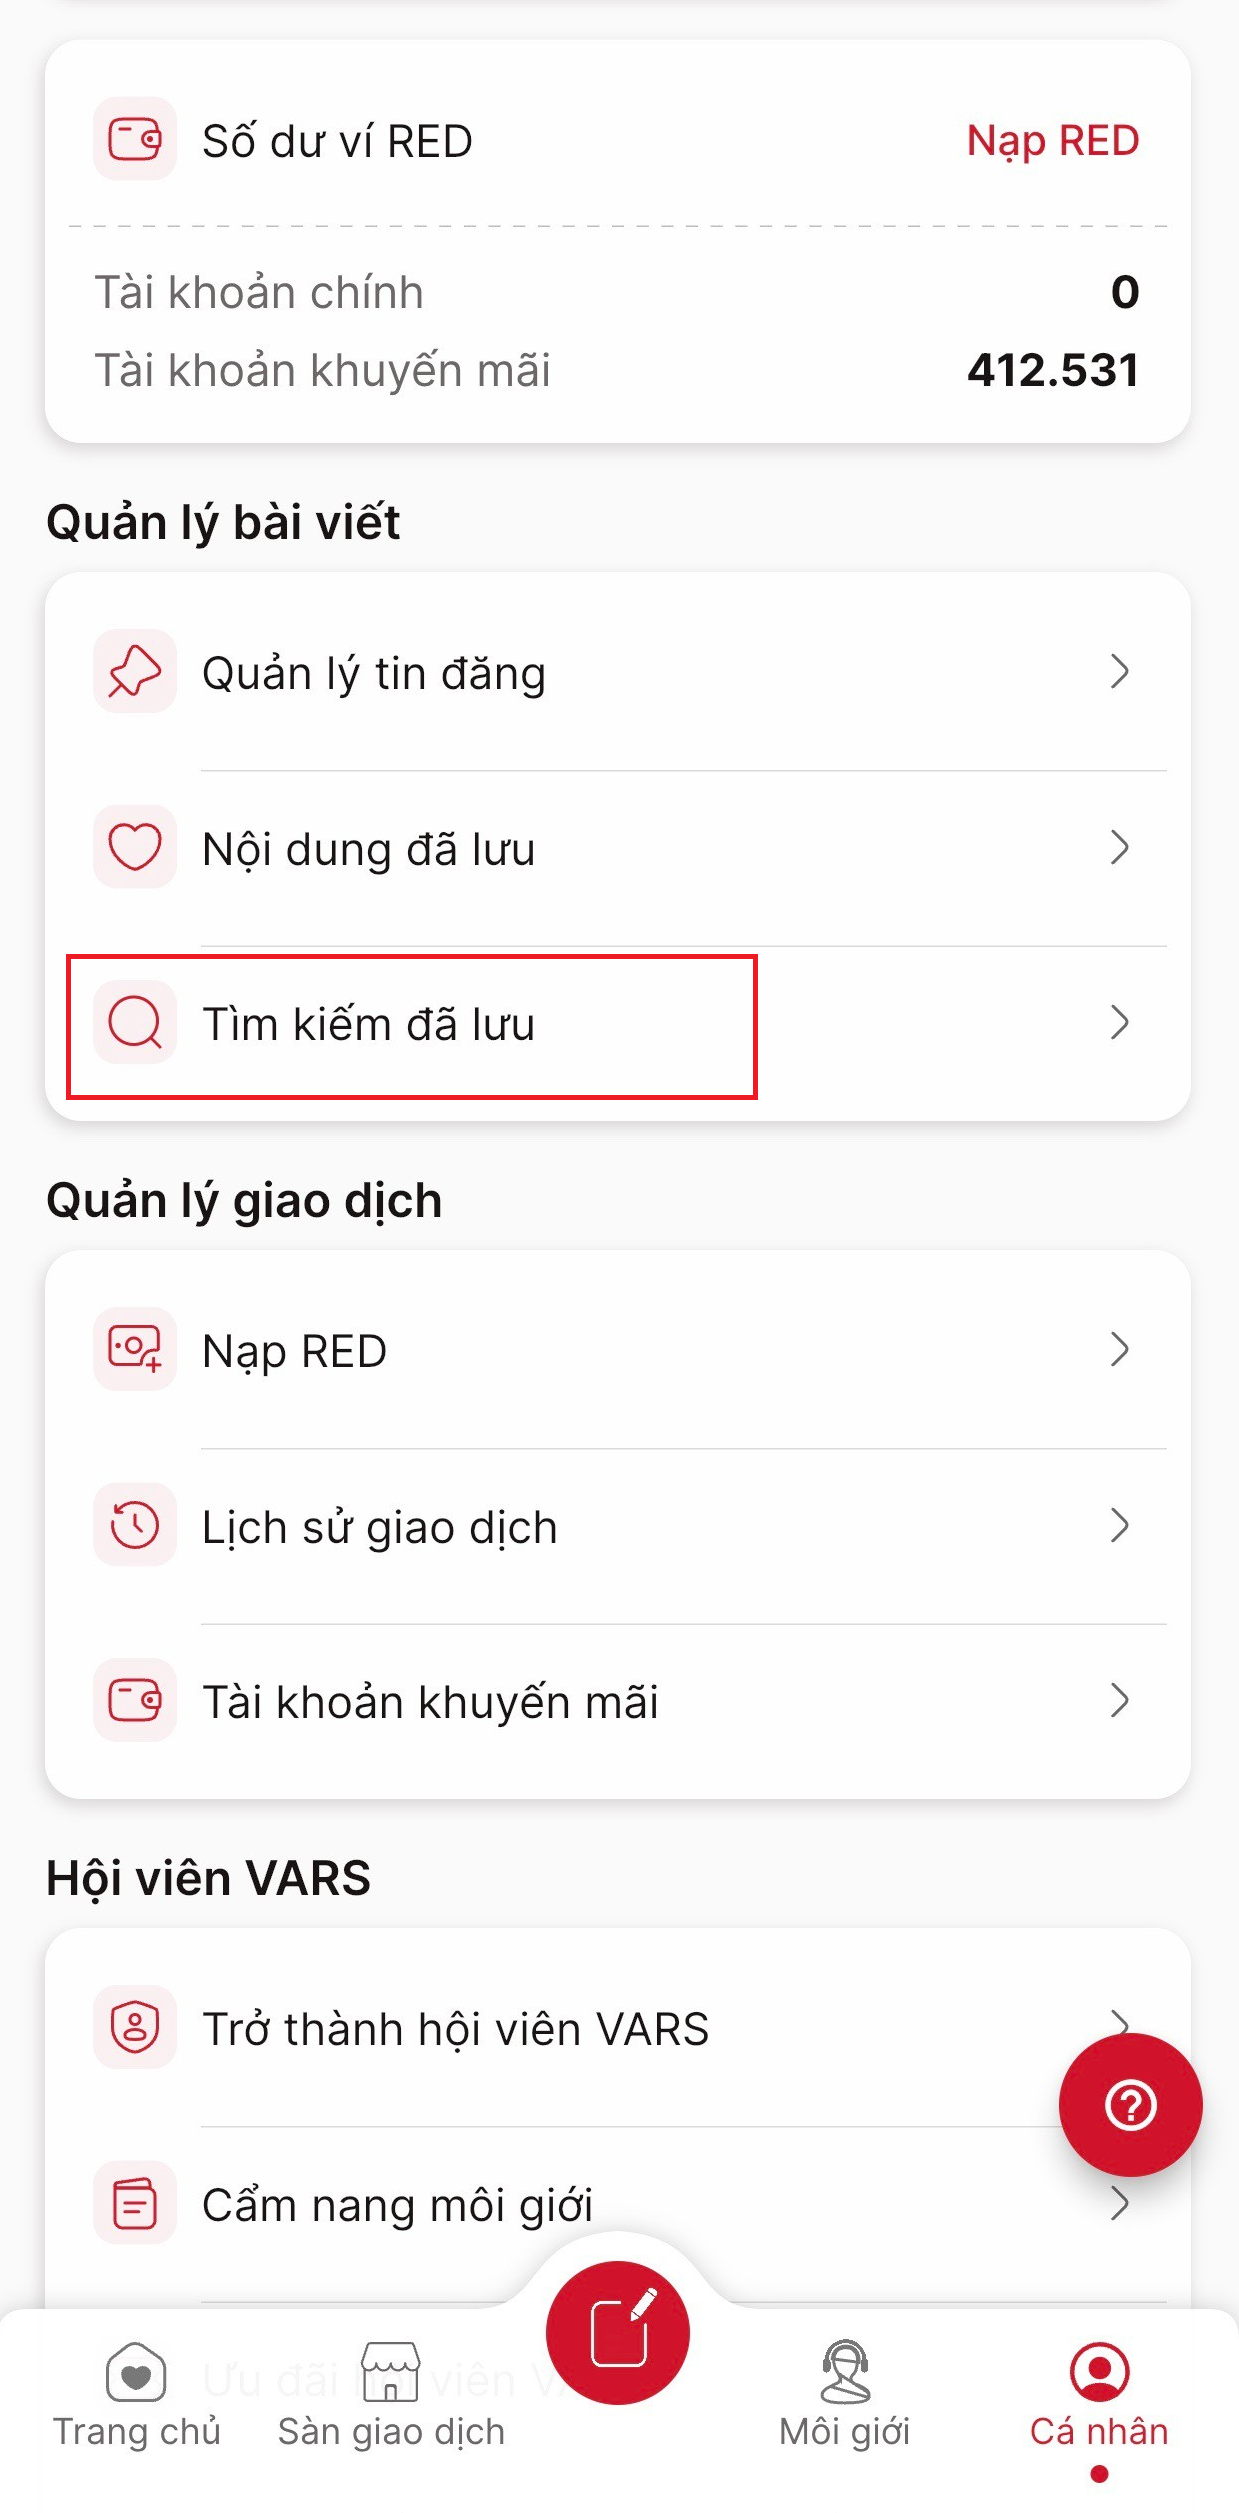 Số dư ví RED
Nạp RED
Tài khoản chính
0
Tài khoản khuyến mãi
412.531
Quản lý bài viết
Quản lý tin đăng
Nội dung đã lưu
Tìm kiếm đã lưu
Quản lý giao dịch
Nạp RED
Lịch sử giao dịch
Tài khoản khuyến mãi
Hội viên VARS
Trở thành hội viên VARS
Cẩm nang môi giới
Ưu đãi hội viên V
Trang chủ
Sàn giao dịch
Môi giới
Cá nhân